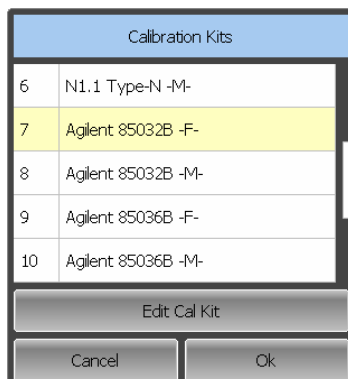 Calibration Kits
6 N1.1 Type-N -M-
7 Agilent 85032B -F-
8 Agilent 85032B -M-
9 Agilent 85036B -F-
10 Agilent 85036B -M-
Edit Cal Kit
Cancel Ok